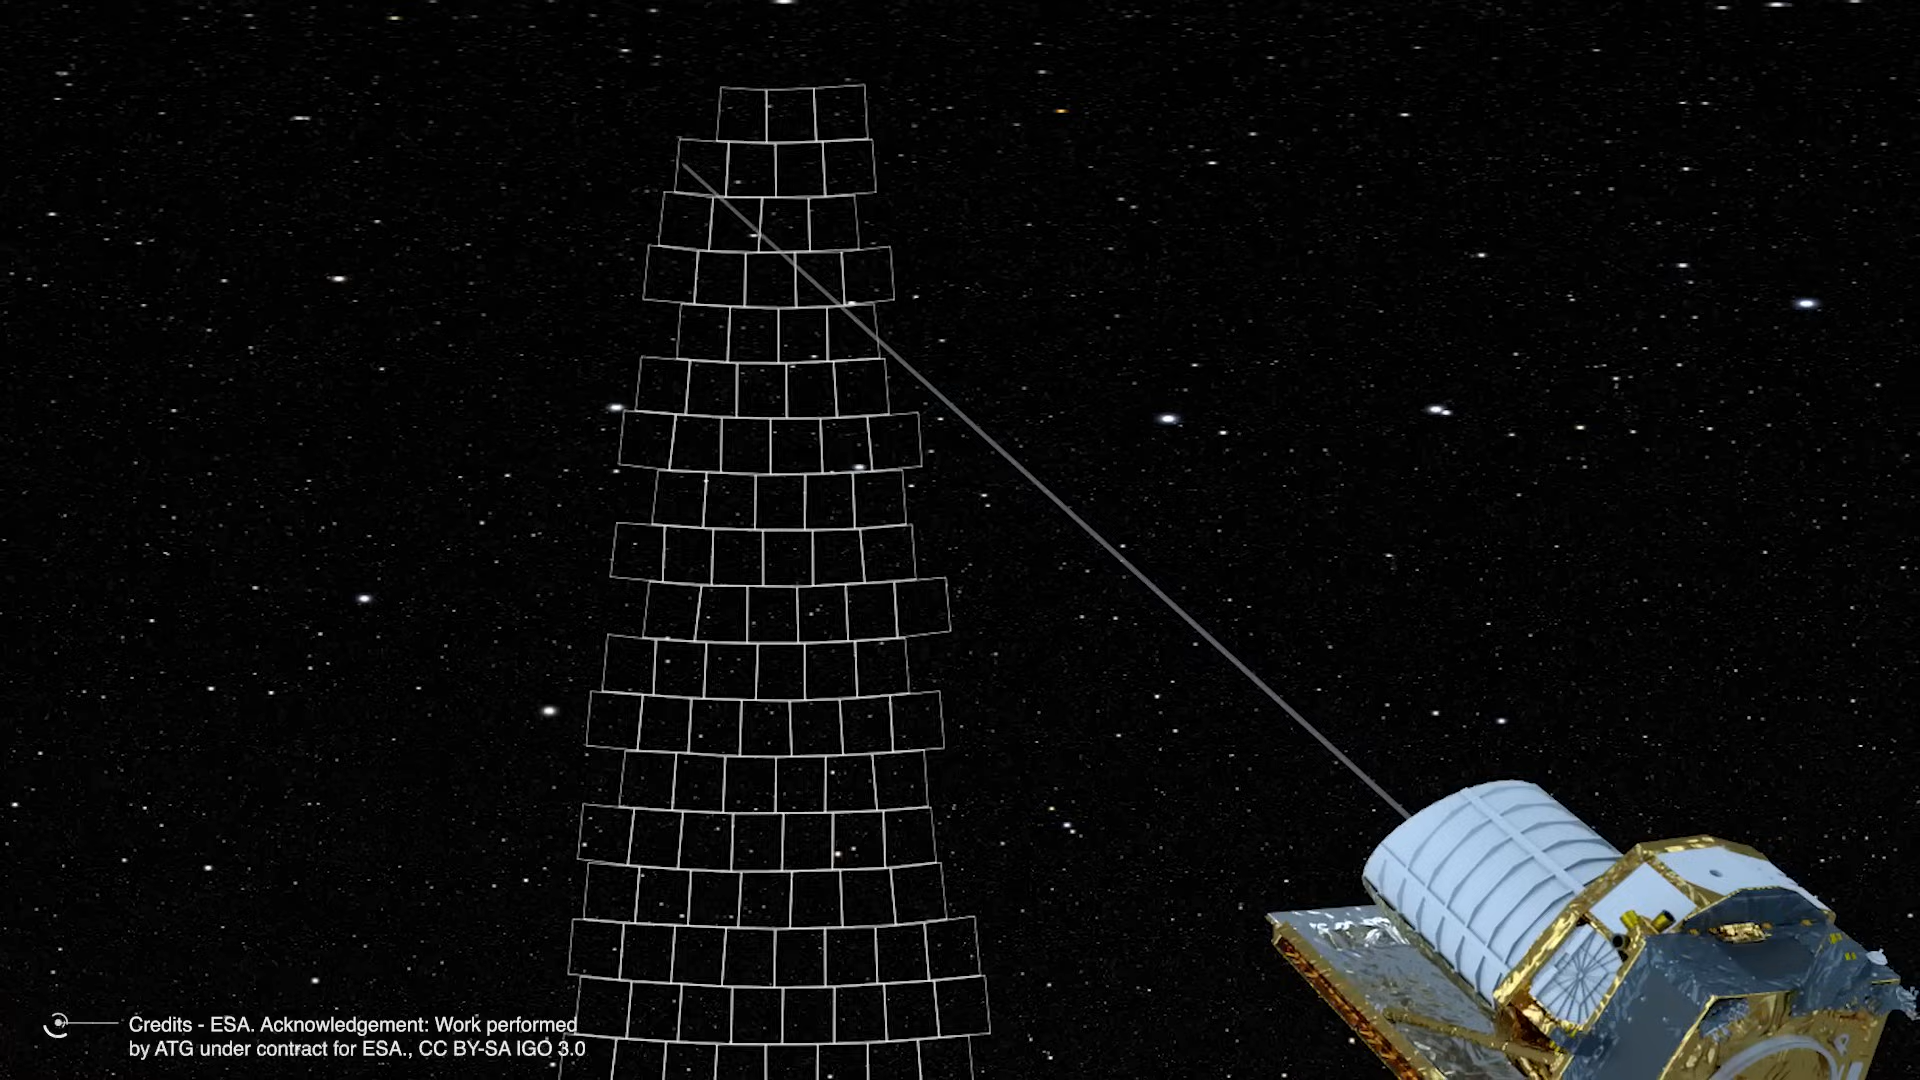 Credits - ESA. Acknowledgement: Work performed
by ATG under contract for ESA., CC BY-SA IGO 3.0